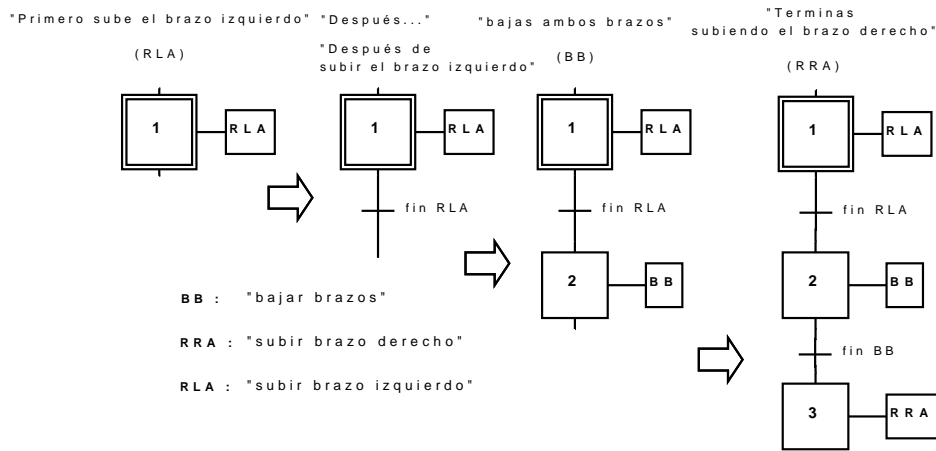 "Primero sube el brazo izquierdo"
(RLA)
1
RLA
"Después..."
"Después de
subir el brazo izquierdo"
1
RLA
fin RLA
"bajas ambos brazos"
(BB)
1
RLA
fin RLA
2
BB
"Terminas
subiendo el brazo derecho"
(RRA)
1
RLA
fin RLA
2
BB
fin BB
3
RRA
BB : "bajar brazos"
RRA : "subir brazo derecho"
RLA : "subir brazo izquierdo"